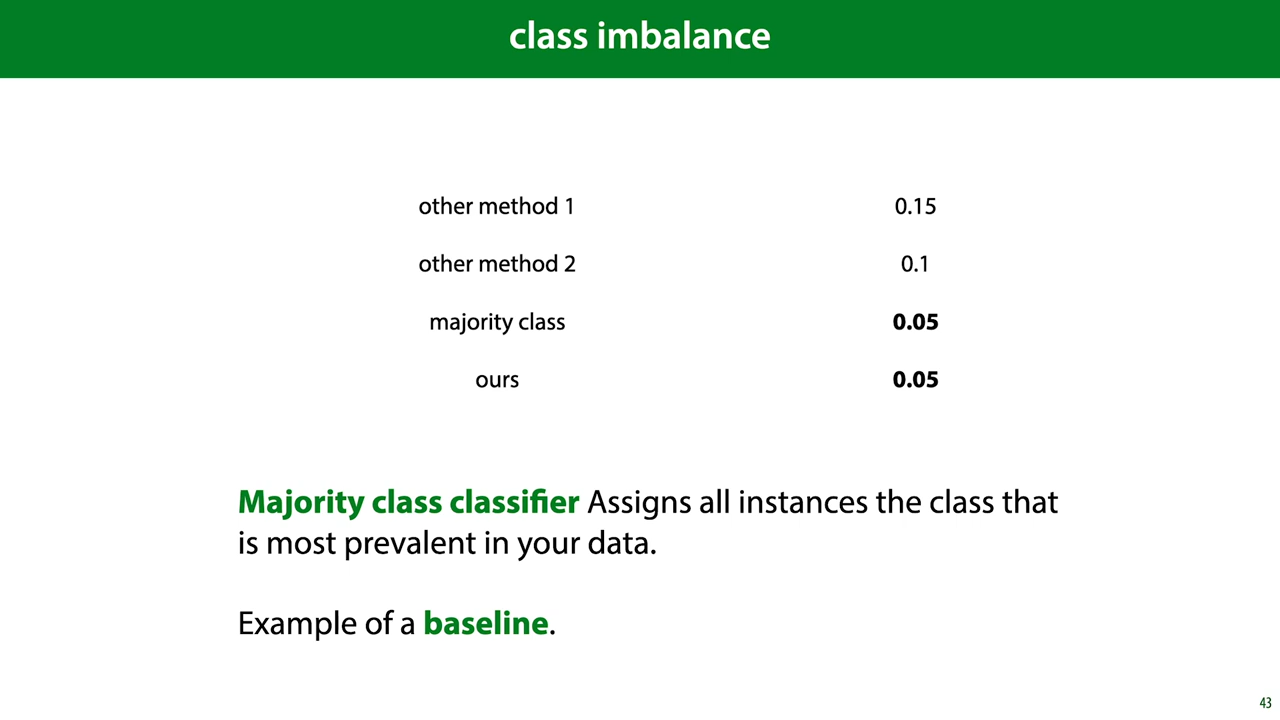 class imbalance
other method 1 0.15
other method 2 0.1
majority class 0.05
ours 0.05
Majority class classifier Assigns all instances the class that
is most prevalent in your data.
Example of a baseline.
43